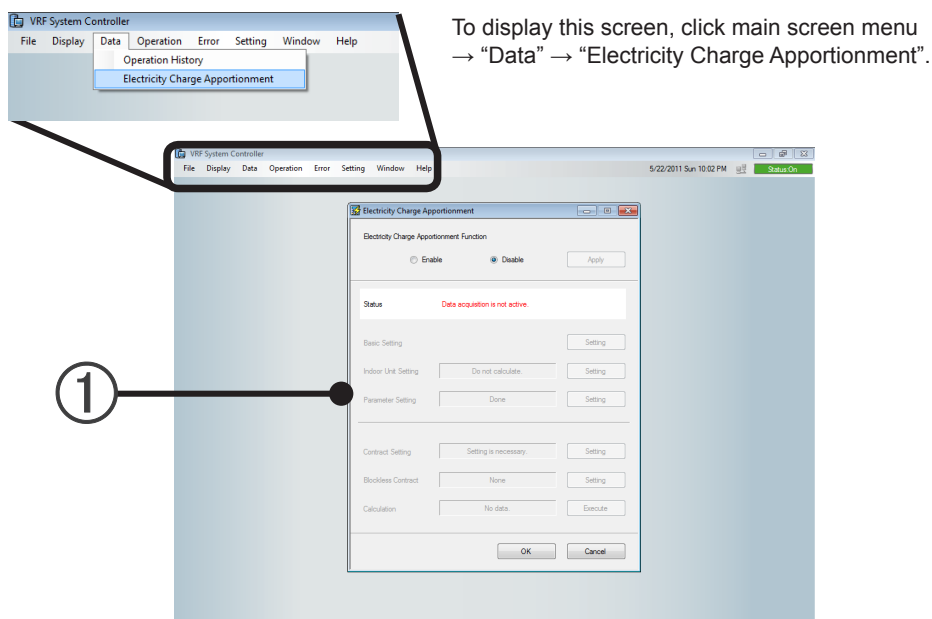 VRF System Controller
File Display Data Operation Error Setting Window Help
Operation History
Electricity Charge Apportionment
To display this screen, click main screen menu
→ “Data” → “Electricity Charge Apportionment”.
VRF System Controller
File Display Data Operation Error Setting Window Help 5/22/2011 Sun 10:02 PM Status:On
Electricity Charge Apportionment
Electricity Charge Apportionment Function
Enable Disable Apply
Status Data acquisition is not active.
Basic Setting Setting
Indoor Unit Setting Do not calculate. Setting
1
Parameter Setting Done Setting
Contract Setting Setting is necessary. Setting
Blockless Contract None Setting
Calculation No data. Execute
OK Cancel